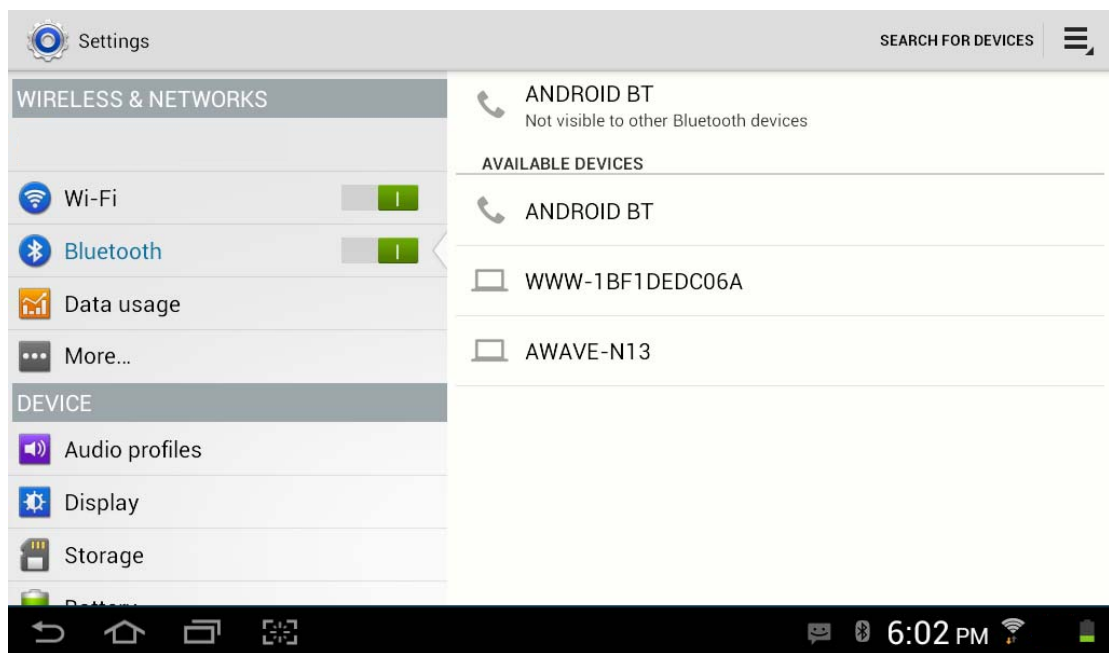 Settings
SEARCH FOR DEVICES
WIRELESS & NETWORKS
Wi-Fi
Bluetooth
Data usage
More...
DEVICE
Audio profiles
Display
Storage
Battery
ANDROID BT
Not visible to other Bluetooth devices
AVAILABLE DEVICES
ANDROID BT
WWW-1BF1DEDC06A
AWAVE-N13
6:02 PM